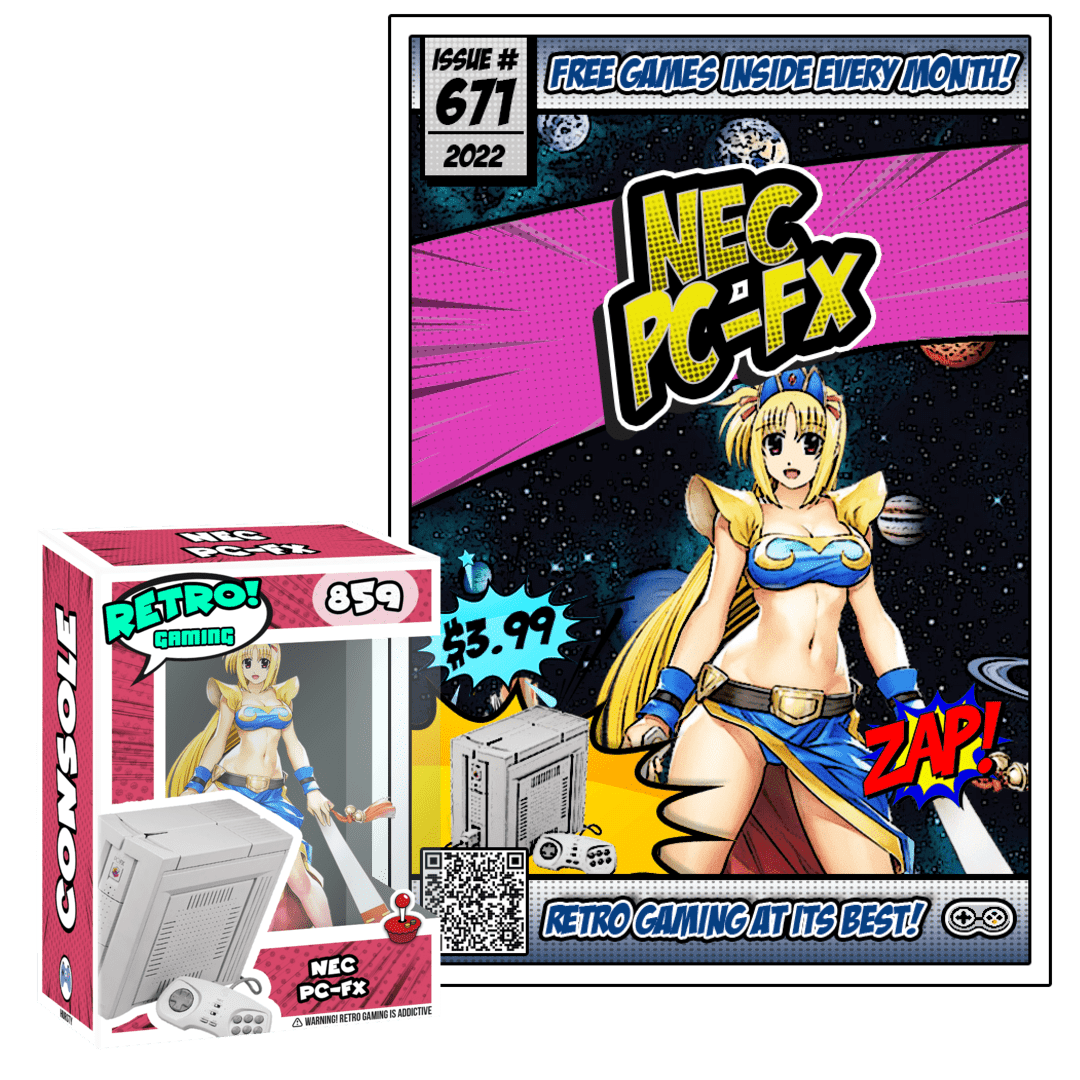 ISSUE #
671
2022
FREE GAMES INSIDE EVERY MONTH!
NEC
PC-FX
$3.99
ZAP!
RETRO GAMING AT ITS BEST!
NEC
PC-FX
RETRO!
GAMING
859
CONSOLE
NEC
PC-FX
WARNING! RETRO GAMING IS ADDICTIVE